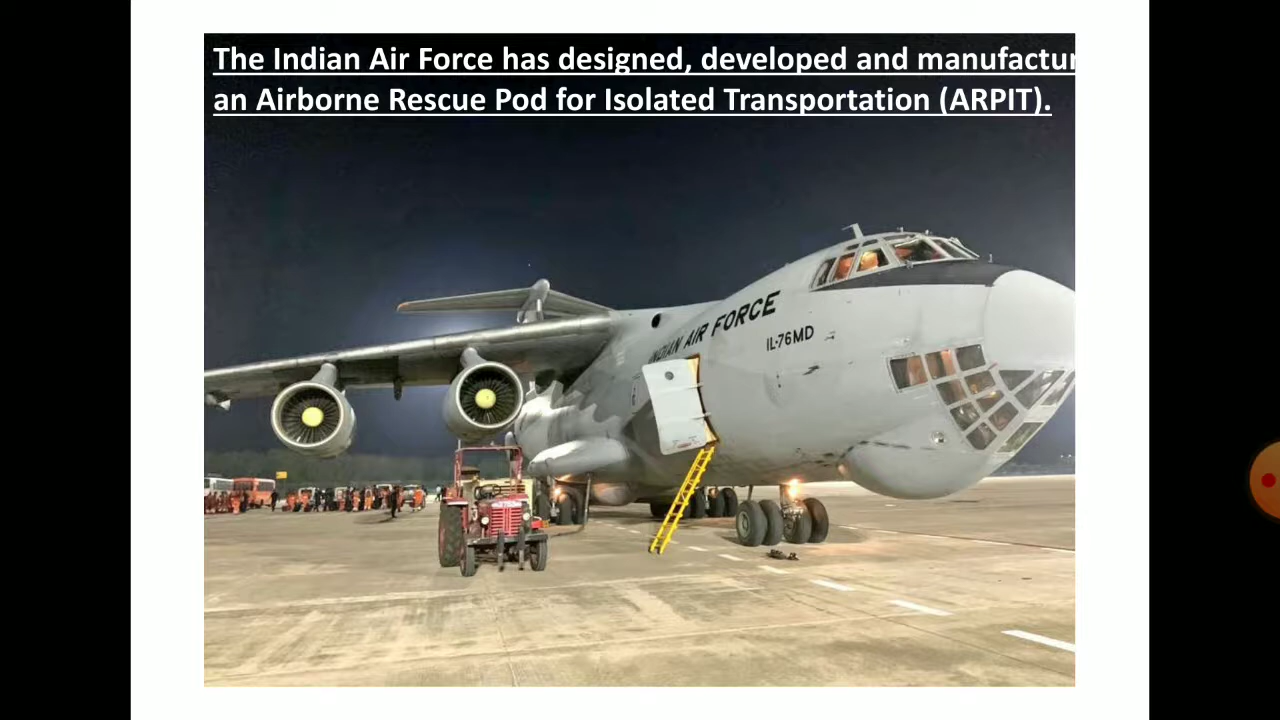 The Indian Air Force has designed, developed and manufactur
an Airborne Rescue Pod for Isolated Transportation (ARPIT).
INDIAN AIR FORCE
IL-76MD